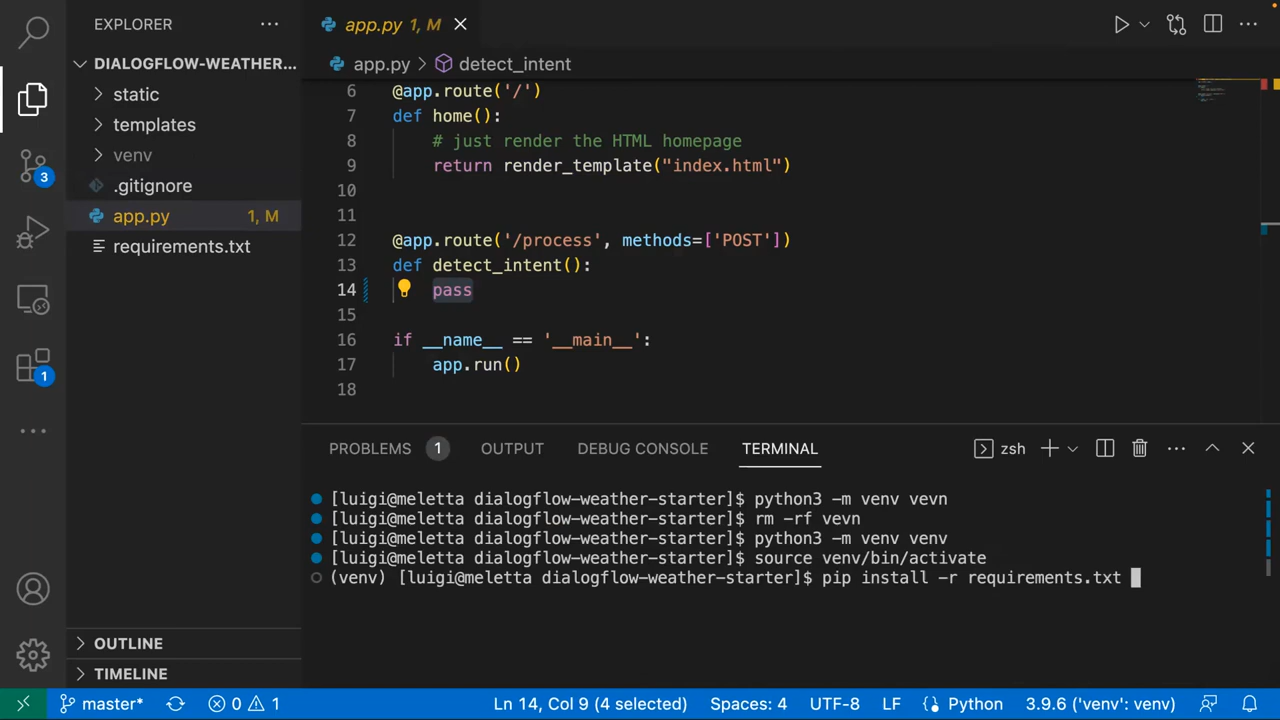 EXPLORER
app.py 1, M
DIALOGFLOW-WEATHER...
app.py > detect_intent
static
templates
venv
.gitignore
app.py 1, M
requirements.txt
6 @app.route('/')
7 def home():
8 # just render the HTML homepage
9 return render_template("index.html")
10
11
12 @app.route('/process', methods=['POST'])
13 def detect_intent():
14 pass
15
16 if __name__ == '__main__':
17 app.run()
18
3
1
PROBLEMS 1 OUTPUT DEBUG CONSOLE TERMINAL zsh
[luigi@meletta dialogflow-weather-starter]$ python3 -m venv vevn
[luigi@meletta dialogflow-weather-starter]$ rm -rf vevn
[luigi@meletta dialogflow-weather-starter]$ python3 -m venv venv
[luigi@meletta dialogflow-weather-starter]$ source venv/bin/activate
(venv) [luigi@meletta dialogflow-weather-starter]$ pip install -r requirements.txt
OUTLINE
TIMELINE
master* 0 1 Ln 14, Col 9 (4 selected) Spaces: 4 UTF-8 LF Python 3.9.6 ('venv': venv)